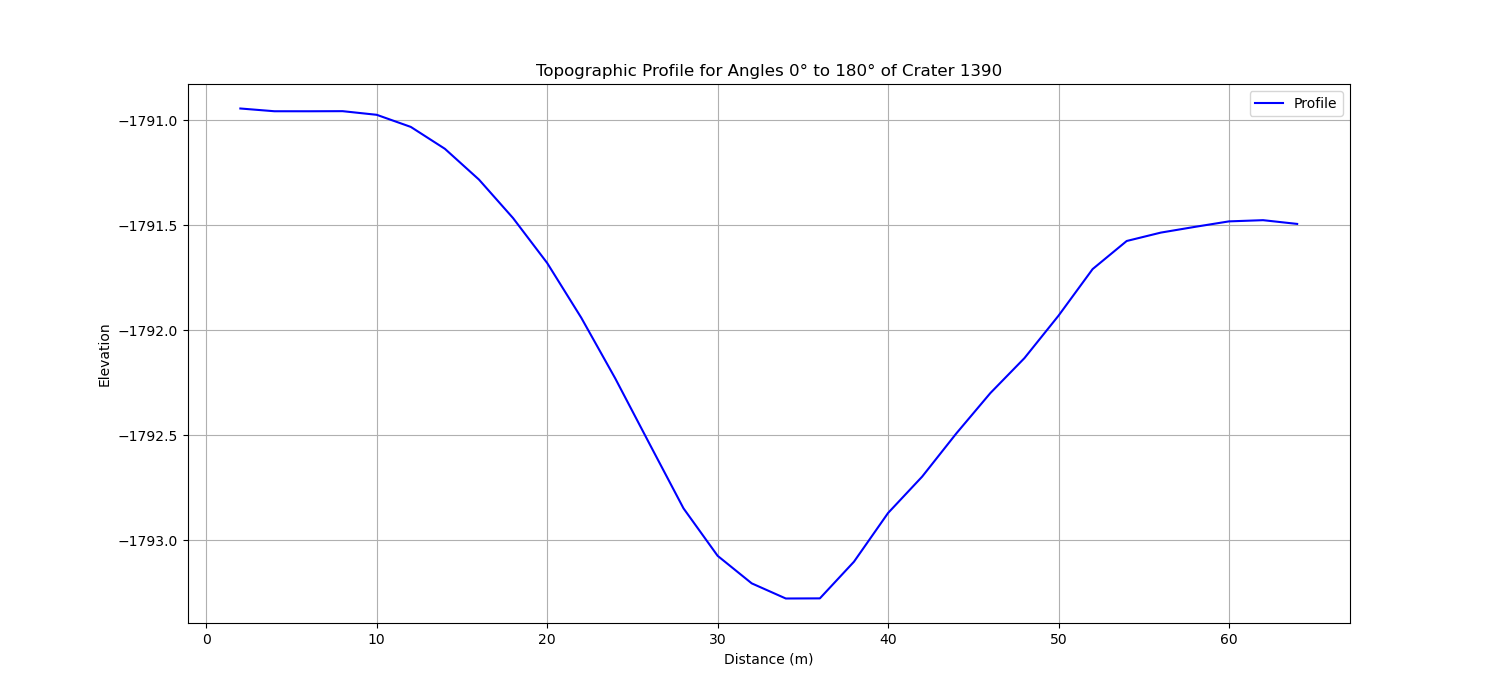 Topographic Profile for Angles 0° to 180° of Crater 1390
Profile
Elevation
−1791.0
−1791.5
−1792.0
−1792.5
−1793.0
0 10 20 30 40 50 60
Distance (m)